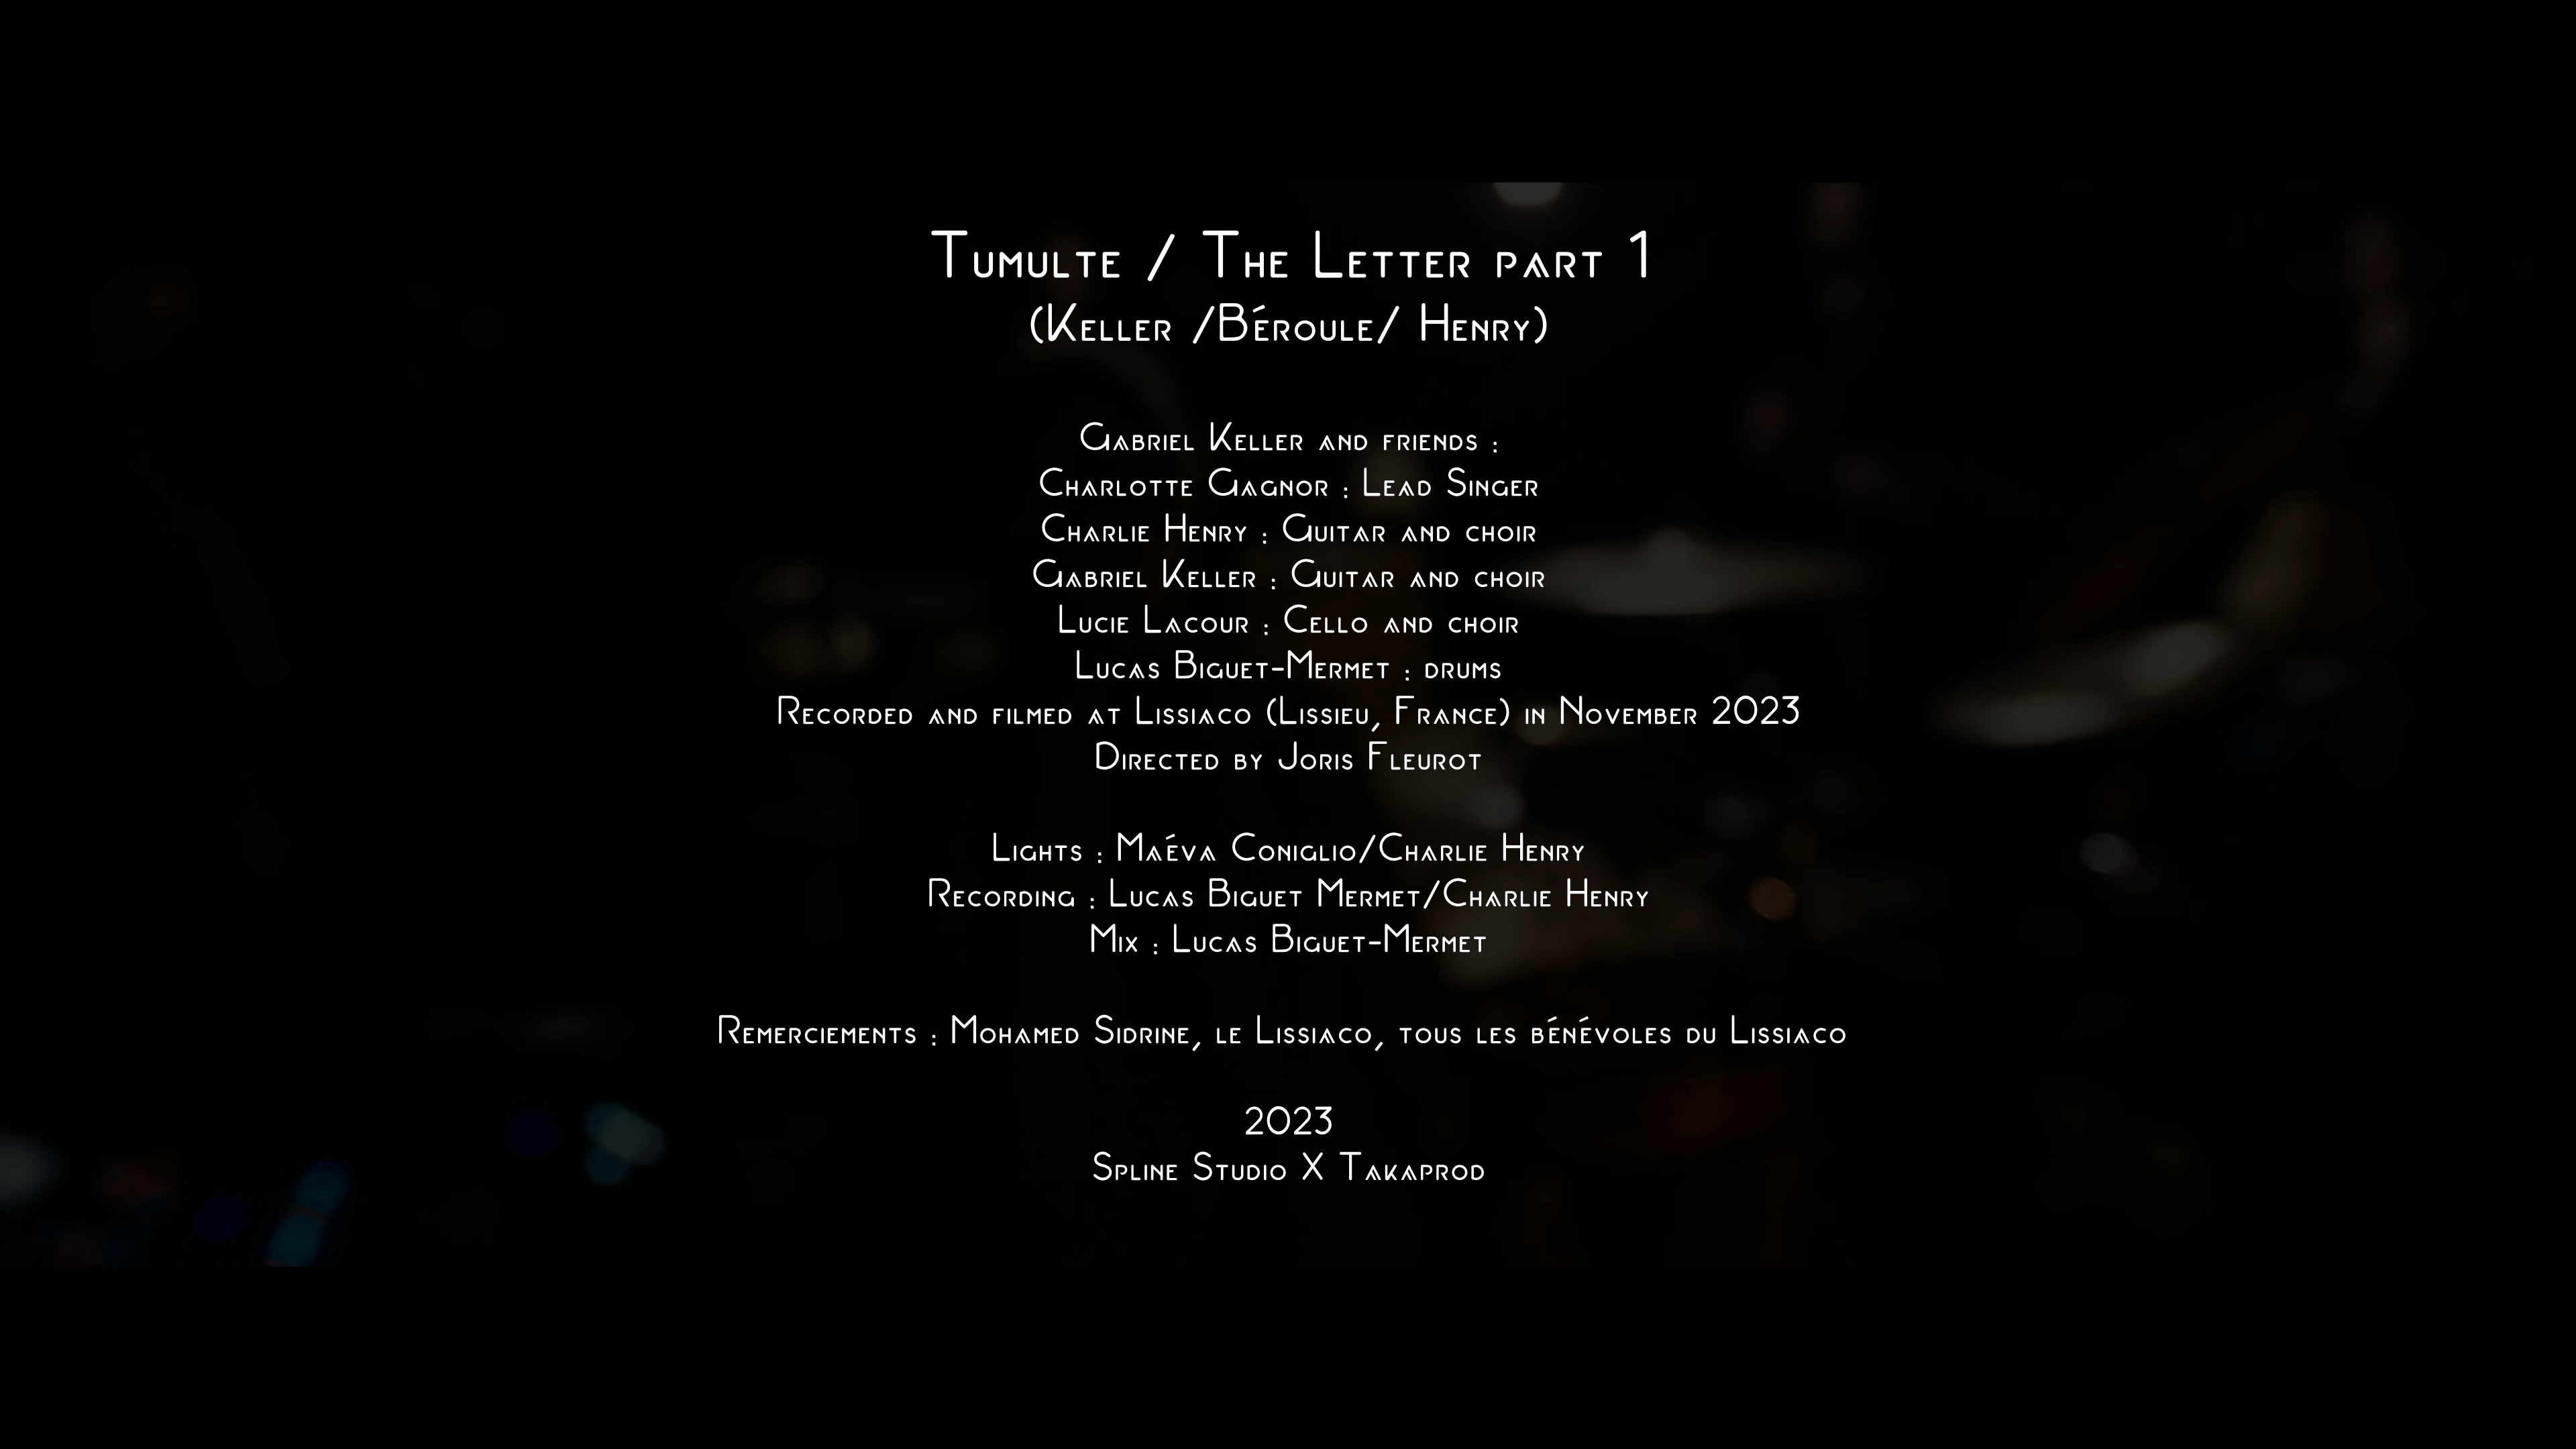 Tumulte / The Letter part 1
(Keller /Béroule/ Henry)
Gabriel Keller and friends :
Charlotte Gagnor : Lead Singer
Charlie Henry : Guitar and choir
Gabriel Keller : Guitar and choir
Lucie Lacour : Cello and choir
Lucas Biguet-Mermet : drums
Recorded and filmed at Lissiaco (Lissieu, France) in November 2023
Directed by Joris Fleurot
Lights : Maéva Coniglio/Charlie Henry
Recording : Lucas Biguet Mermet/Charlie Henry
Mix : Lucas Biguet-Mermet
Remerciements : Mohamed Sidrine, le Lissiaco, tous les bénévoles du Lissiaco
2023
Spline Studio X Takaprod